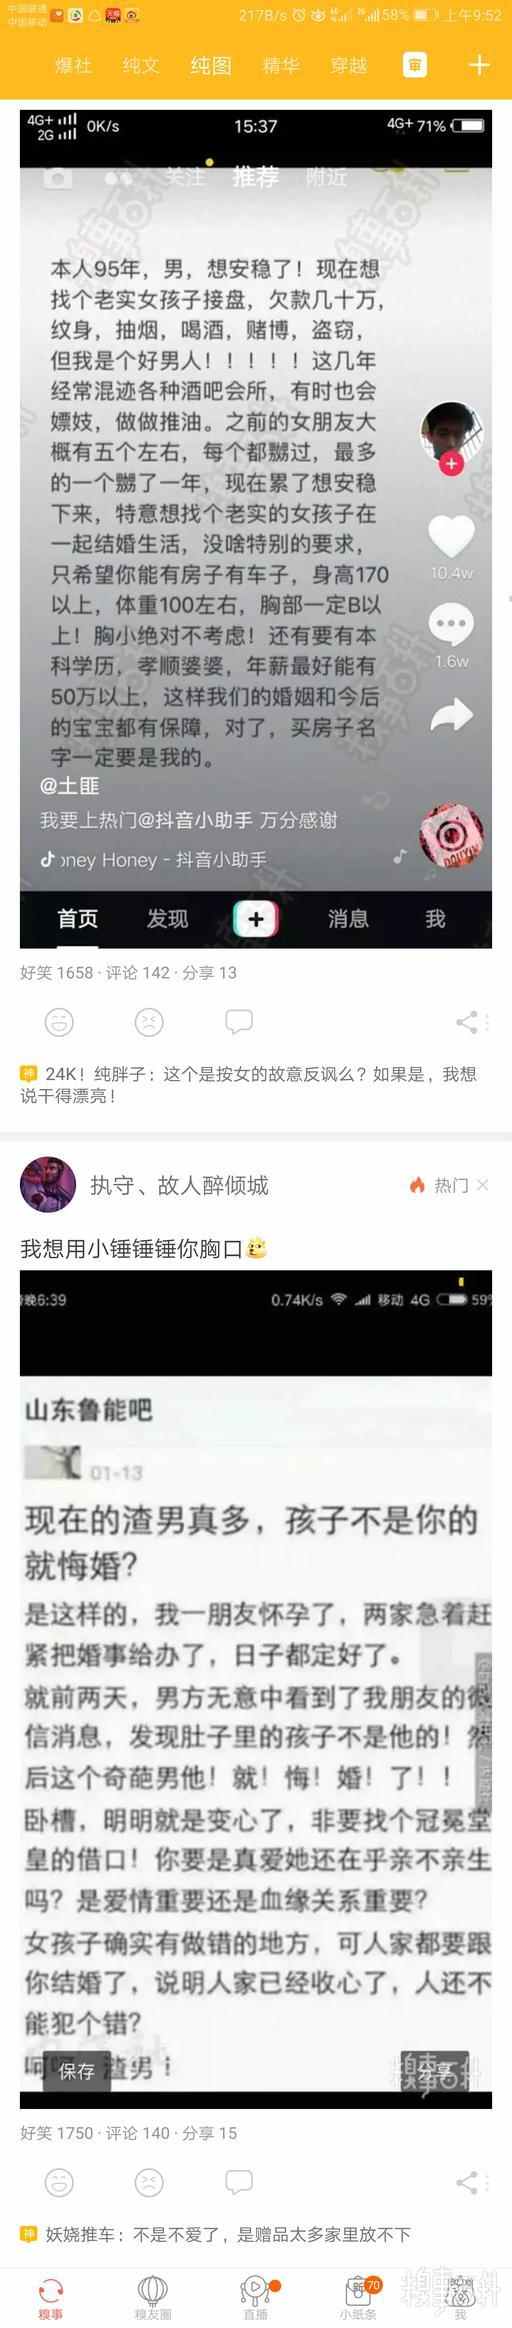 中国联通
中国移动
217B/s
58%
上午9:52
爆社
纯文
纯图
精华
穿越
审
4G+
2G
0K/s
15:37
4G+ 71%
关注
推荐
附近
本人95年，男，想安稳了！现在想
找个老实女孩子接盘，欠款几十万，
纹身，抽烟，喝酒，赌博，盗窃，
但我是个好男人！！！！！这几年
经常混迹各种酒吧会所，有时也会
嫖妓，做做推油。之前的女朋友大
概有五个左右，每个都嬲过，最多
的一个嬲了一年，现在累了想安稳
下来，特意想找个老实的女孩子在
一起结婚生活，没啥特别的要求，
只希望你能有房子有车子，身高170
以上，体重100左右，胸部一定B以
上！胸小绝对不考虑！还有要有本
科学历，孝顺婆婆，年薪最好能有
50万以上，这样我们的婚姻和今后
的宝宝都有保障，对了，买房子名
字一定要是我的。
10.4w
1.6w
@土匪
我要上热门@抖音小助手 万分感谢
oney Honey - 抖音小助手
首页
发现
消息
我
好笑 1658 · 评论 142 · 分享 13
神 24K！纯胖子：这个是按女的故意反讽么？如果是，我想
说干得漂亮！
执守、故人醉倾城
热门
我想用小锤锤锤你胸口
晚6:39
0.74K/s
移动 4G
59%
山东鲁能吧
01-13
现在的渣男真多，孩子不是你的
就悔婚？
是这样的，我一朋友怀孕了，两家急着赶
紧把婚事给办了，日子都定好了。
就前两天，男方无意中看到了我朋友的微
信消息，发现肚子里的孩子不是他的！然
后这个奇葩男他！就！悔！婚！了！！
卧槽，明明就是变心了，非要找个冠冕堂
皇的借口！你要是真爱她还在乎亲不亲生
吗？是爱情重要还是血缘关系重要？
女孩子确实有做错的地方，可人家都要跟
你结婚了，说明人家已经收心了，人还不
能犯个错？
呵 渣男！
保存
分享
糗事百科
好笑 1750 · 评论 140 · 分享 15
神 妖娆推车：不是不爱了，是赠品太多家里放不下
糗事
糗友圈
直播
小纸条
70
我
糗事百科